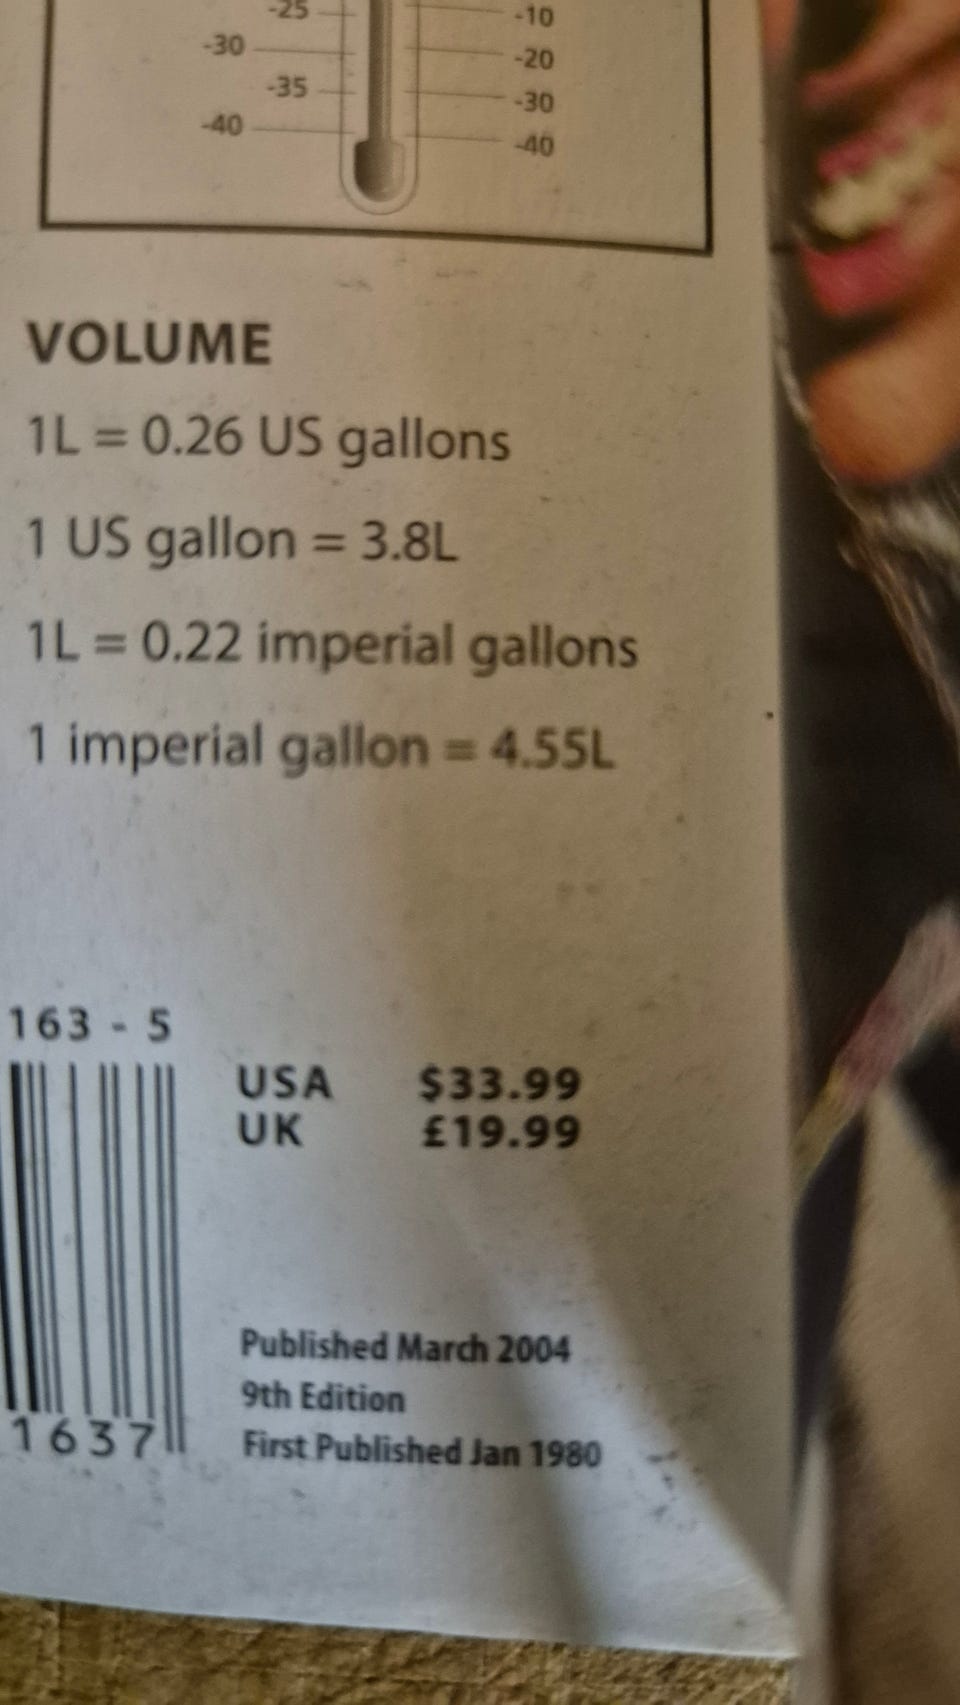 -25 -10
-30 -20
-35 -30
-40 -40
VOLUME
1L = 0.26 US gallons
1 US gallon = 3.8L
1L = 0.22 imperial gallons
1 imperial gallon = 4.55L
163 - 5
USA $33.99
UK £19.99
Published March 2004
9th Edition
First Published Jan 1980
1637